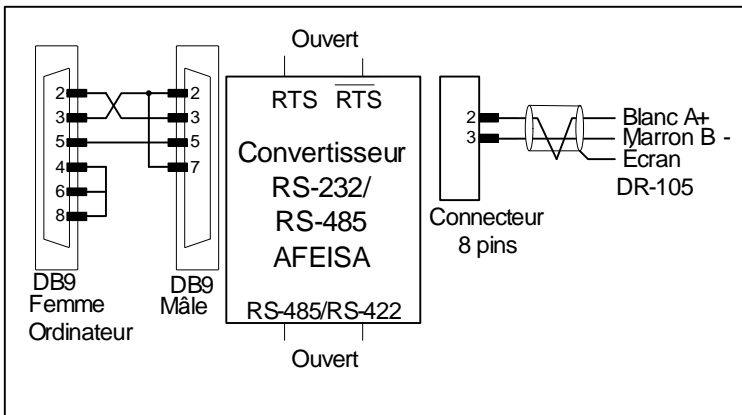 Ouvert
RTS RTS
2
3
5
4
6
8
2
3
5
7
Convertisseur
RS-232/
RS-485
AFEISA
RS-485/RS-422
Ouvert
DB9
Femme
Ordinateur
DB9
Mâle
2
3
Connecteur
8 pins
Blanc A+
Marron B -
Écran
DR-105